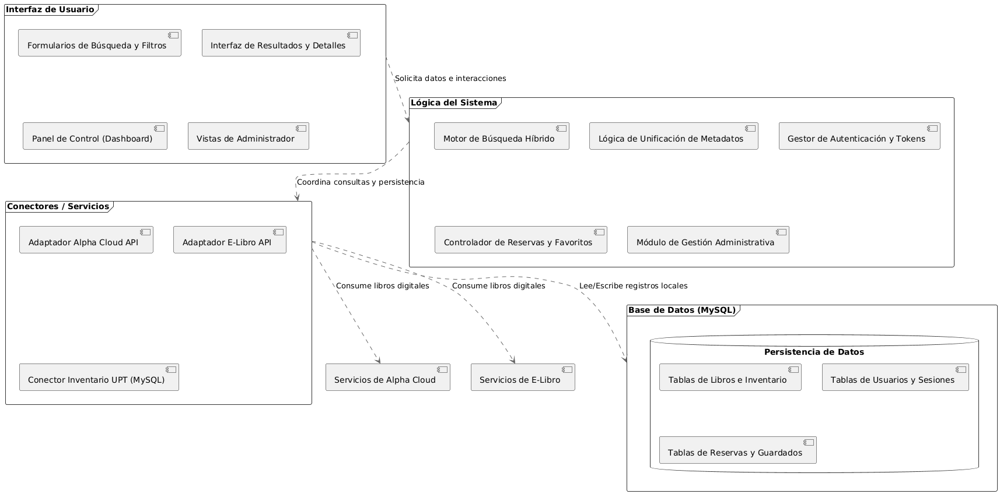 Interfaz de Usuario
Formularios de Búsqueda y Filtros
Interfaz de Resultados y Detalles
Panel de Control (Dashboard)
Vistas de Administrador
Solicita datos e interacciones
Lógica del Sistema
Motor de Búsqueda Híbrido
Lógica de Unificación de Metadatos
Gestor de Autenticación y Tokens
Controlador de Reservas y Favoritos
Módulo de Gestión Administrativa
Coordina consultas y persistencia
Conectores / Servicios
Adaptador Alpha Cloud API
Adaptador E-Libro API
Conector Inventario UPT (MySQL)
Consume libros digitales
Consume libros digitales
Lee/Escribe registros locales
Servicios de Alpha Cloud
Servicios de E-Libro
Base de Datos (MySQL)
Persistencia de Datos
Tablas de Libros e Inventario
Tablas de Usuarios y Sesiones
Tablas de Reservas y Guardados